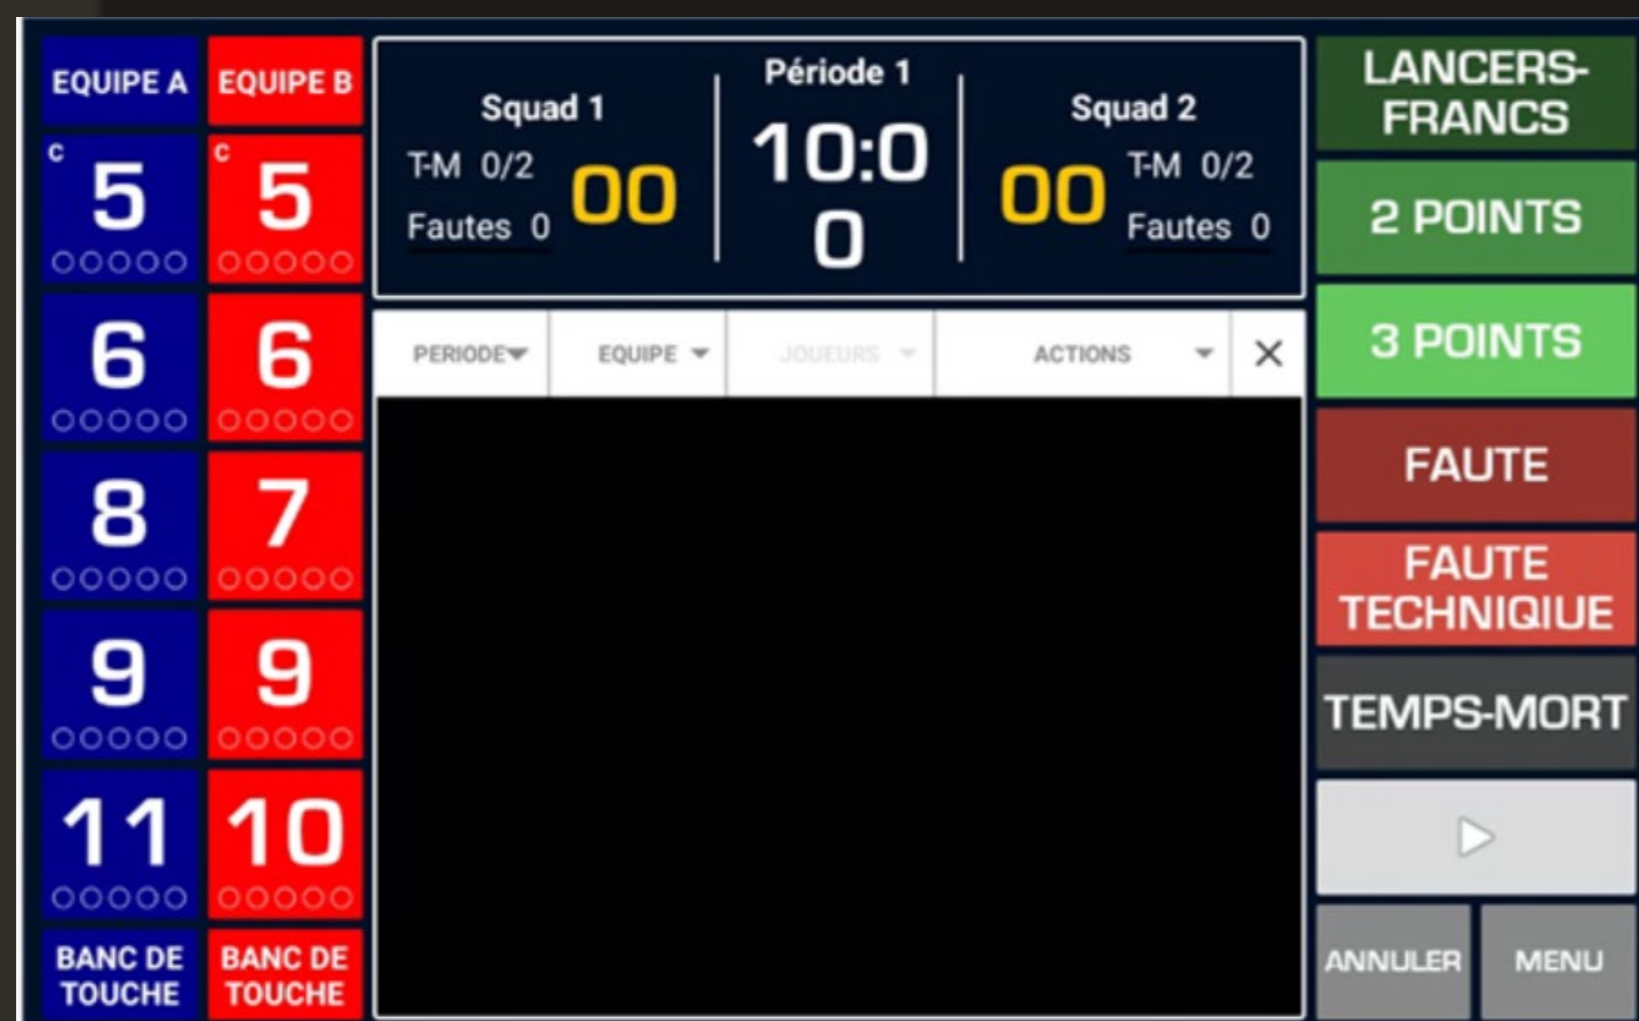 EQUIPE A
EQUIPE B
C
5
C
5
6
6
8
7
9
9
11
10
BANC DE
TOUCHE
BANC DE
TOUCHE
Squad 1
T-M 0/2
Fautes 0
00
Période 1
10:0
0
Squad 2
00
T-M 0/2
Fautes 0
PERIODE
EQUIPE
JOUEURS
ACTIONS
LANCERS-
FRANCS
2 POINTS
3 POINTS
FAUTE
FAUTE
TECHNIQIUE
TEMPS-MORT
ANNULER
MENU